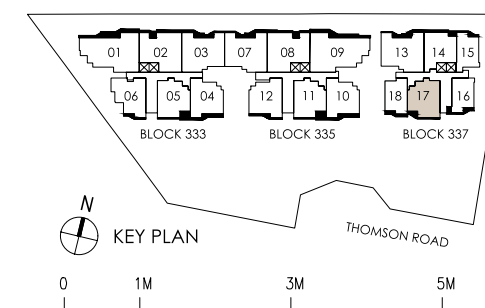 01 02 03 07 08 09 13 14 15
06 05 04 12 11 10 18 17 16
BLOCK 333 BLOCK 335 BLOCK 337
THOMSON ROAD
N
KEY PLAN
0 1M 3M 5M